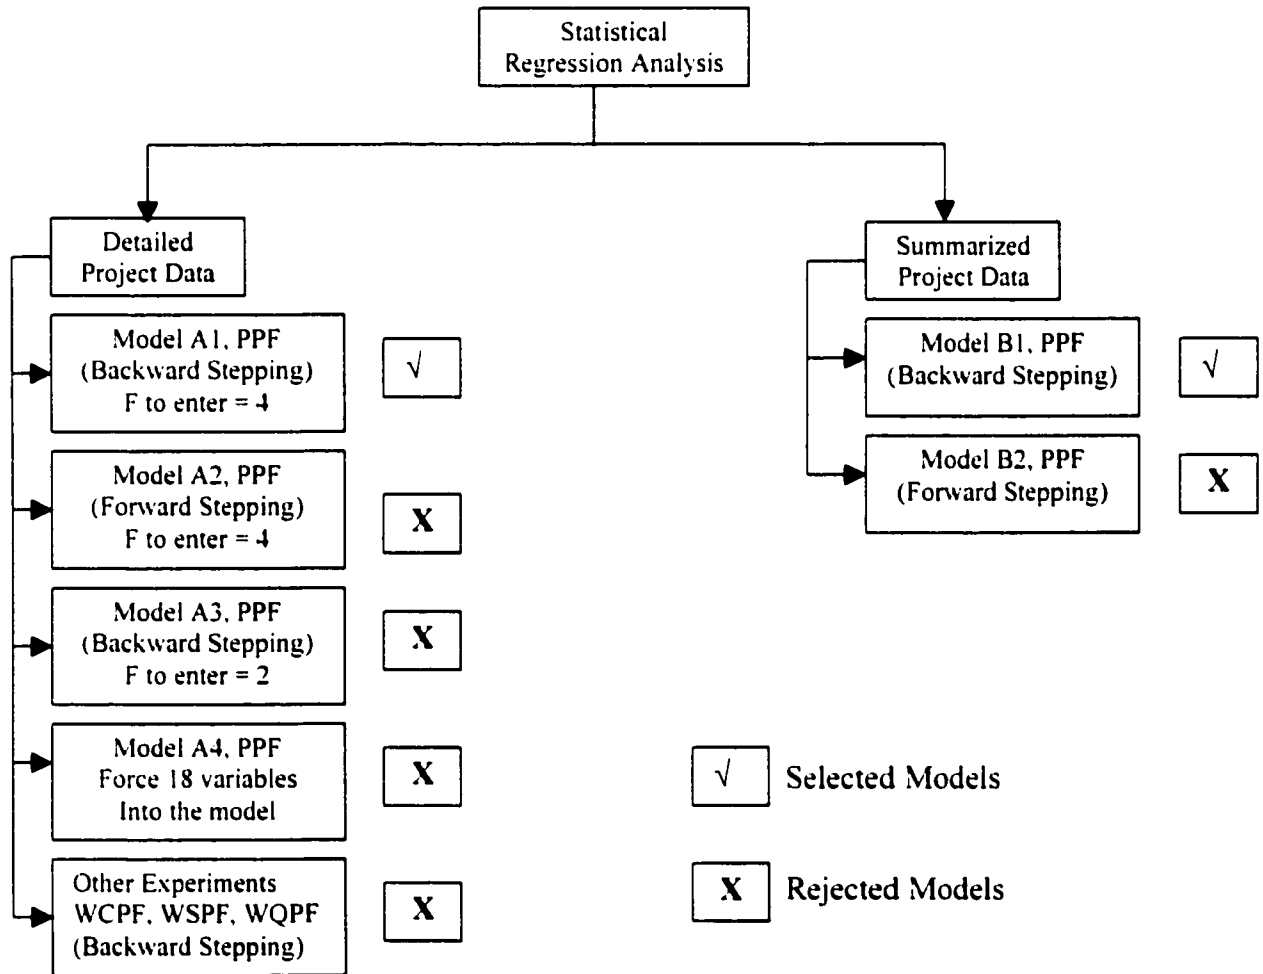 Statistical
Regression Analysis
Detailed
Project Data
Model A1, PPF
(Backward Stepping)
F to enter = 4
√
Model A2, PPF
(Forward Stepping)
F to enter = 4
X
Model A3, PPF
(Backward Stepping)
F to enter = 2
X
Model A4, PPF
Force 18 variables
Into the model
X
Other Experiments
WCPF, WSPF, WQPF
(Backward Stepping)
X
Summarized
Project Data
Model B1, PPF
(Backward Stepping)
√
Model B2, PPF
(Forward Stepping)
X
√ Selected Models
X Rejected Models